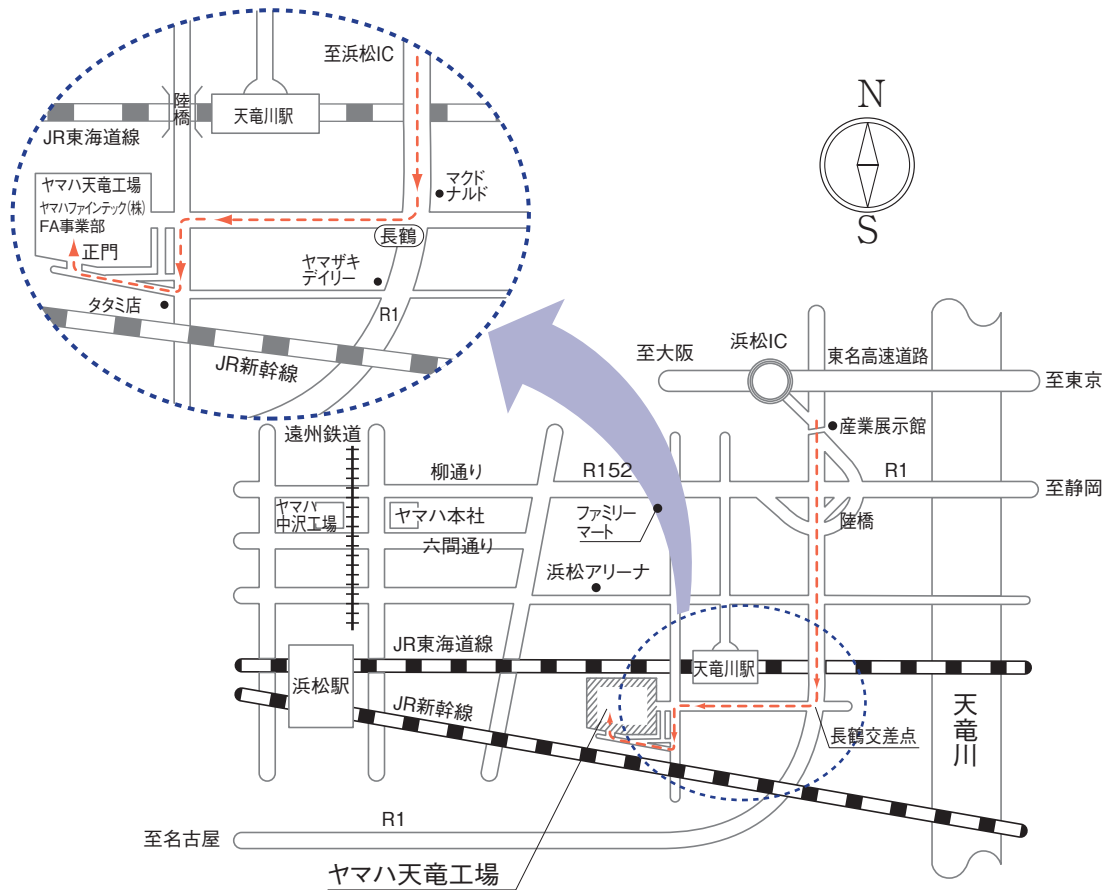 至浜松IC
陸橋
天竜川駅
JR東海道線
マクド
ナルド
ヤマハ天竜工場
ヤマハファインテック(株)
FA事業部
正門
長鶴
ヤマザキ
デイリー
タタミ店
R1
JR新幹線
N
S
浜松IC
至大阪
東名高速道路
至東京
産業展示館
遠州鉄道
柳通り
R152
R1
至静岡
ヤマハ
中沢工場
ヤマハ本社
ファミリー
マート
陸橋
六間通り
浜松アリーナ
JR東海道線
天竜川駅
浜松駅
JR新幹線
長鶴交差点
天竜川
R1
至名古屋
ヤマハ天竜工場